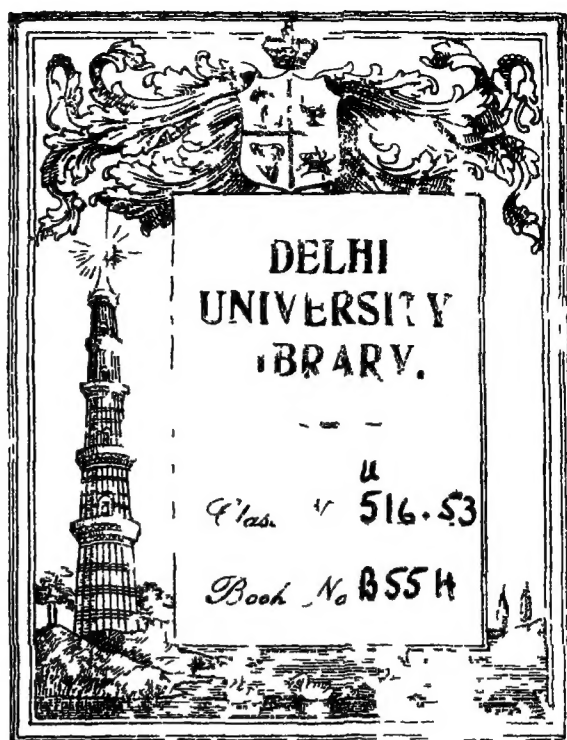 DELHI
UNIVERSITY
LIBRARY.
u
Class No 516.53
Book No B55H